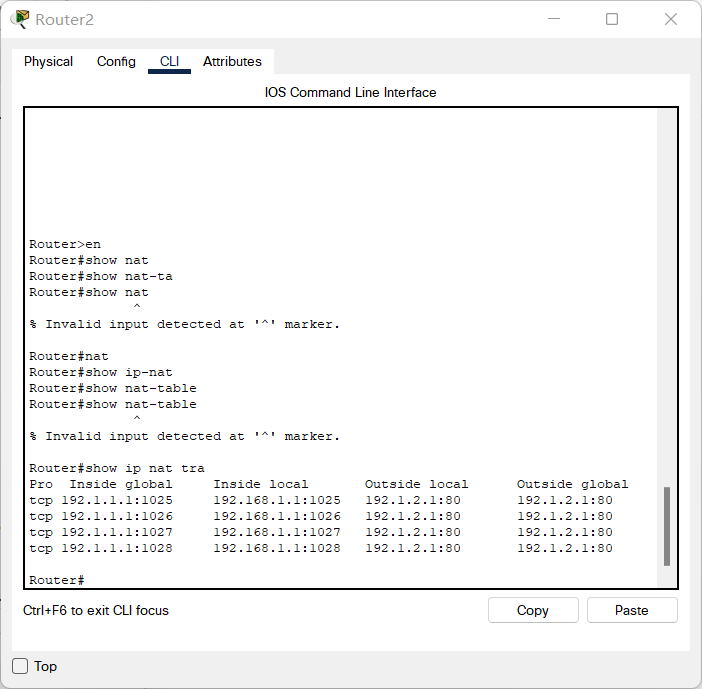 Router2
Physical Config CLI Attributes
IOS Command Line Interface
Router>en
Router#show nat
Router#show nat-ta
Router#show nat
^
% Invalid input detected at '^' marker.
Router#nat
Router#show ip-nat
Router#show nat-table
Router#show nat-table
^
% Invalid input detected at '^' marker.
Router#show ip nat tra
Pro Inside global Inside local Outside local Outside global
tcp 192.1.1.1:1025 192.168.1.1:1025 192.1.2.1:80 192.1.2.1:80
tcp 192.1.1.1:1026 192.168.1.1:1026 192.1.2.1:80 192.1.2.1:80
tcp 192.1.1.1:1027 192.168.1.1:1027 192.1.2.1:80 192.1.2.1:80
tcp 192.1.1.1:1028 192.168.1.1:1028 192.1.2.1:80 192.1.2.1:80
Router#
Ctrl+F6 to exit CLI focus Copy Paste
Top